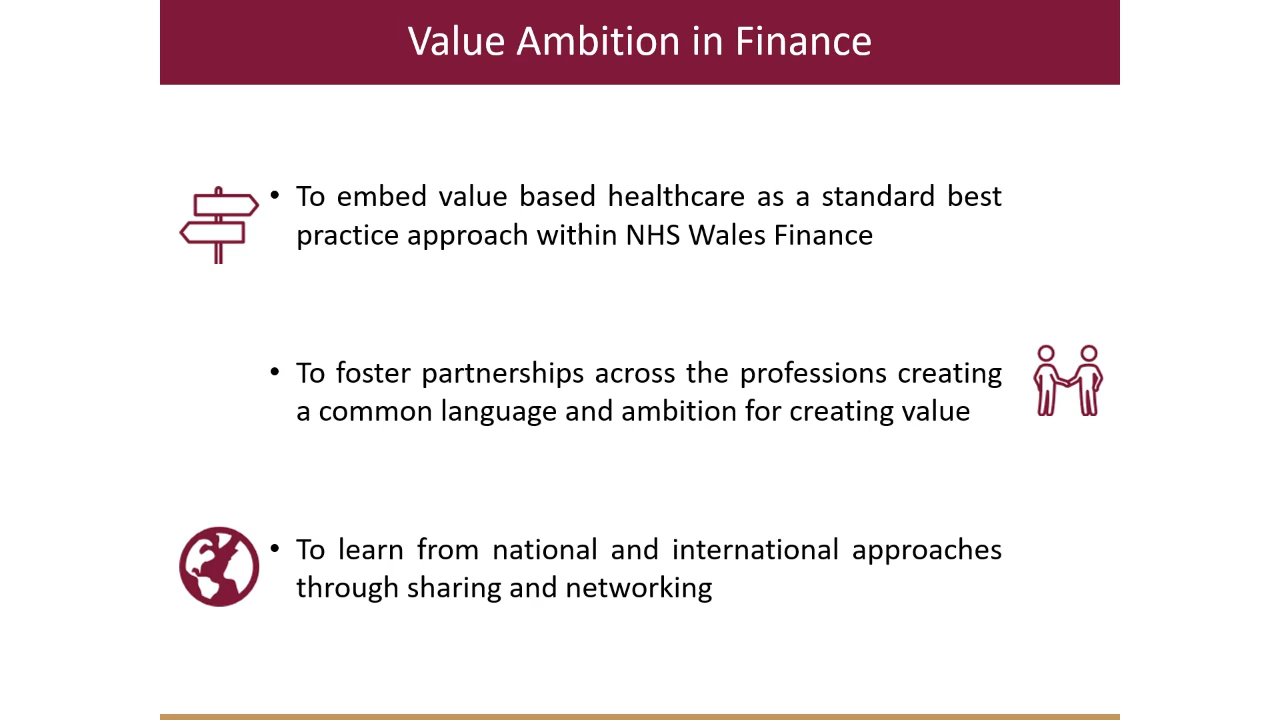 Value Ambition in Finance
• To embed value based healthcare as a standard best
practice approach within NHS Wales Finance
• To foster partnerships across the professions creating
a common language and ambition for creating value
• To learn from national and international approaches
through sharing and networking